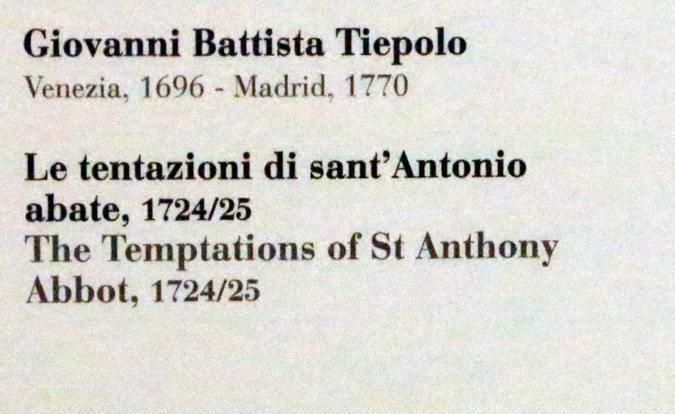 Giovanni Battista Tiepolo
Venezia, 1696 - Madrid, 1770
Le tentazioni di sant'Antonio
abate, 1724/25
The Temptations of St Anthony
Abbot, 1724/25